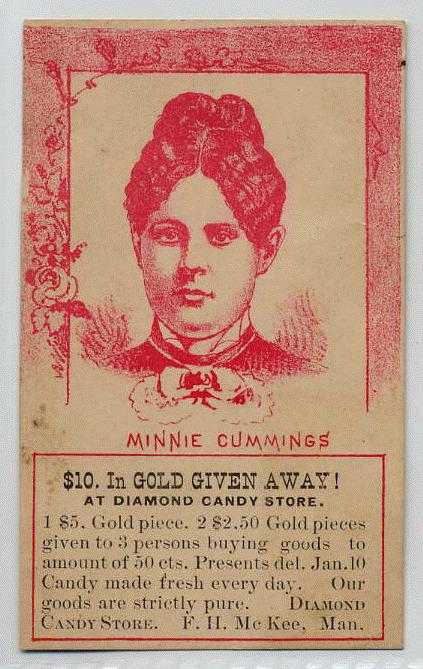 MINNIE CUMMINGS
$10. In GOLD GIVEN AWAY!
AT DIAMOND CANDY STORE.
1 $5. Gold piece. 2 $2.50 Gold pieces
given to 3 persons buying goods to
amount of 50 cts. Presents del. Jan.10
Candy made fresh every day. Our
goods are strictly pure. DIAMOND
CANDY STORE. F. H. Mc Kee, Man.